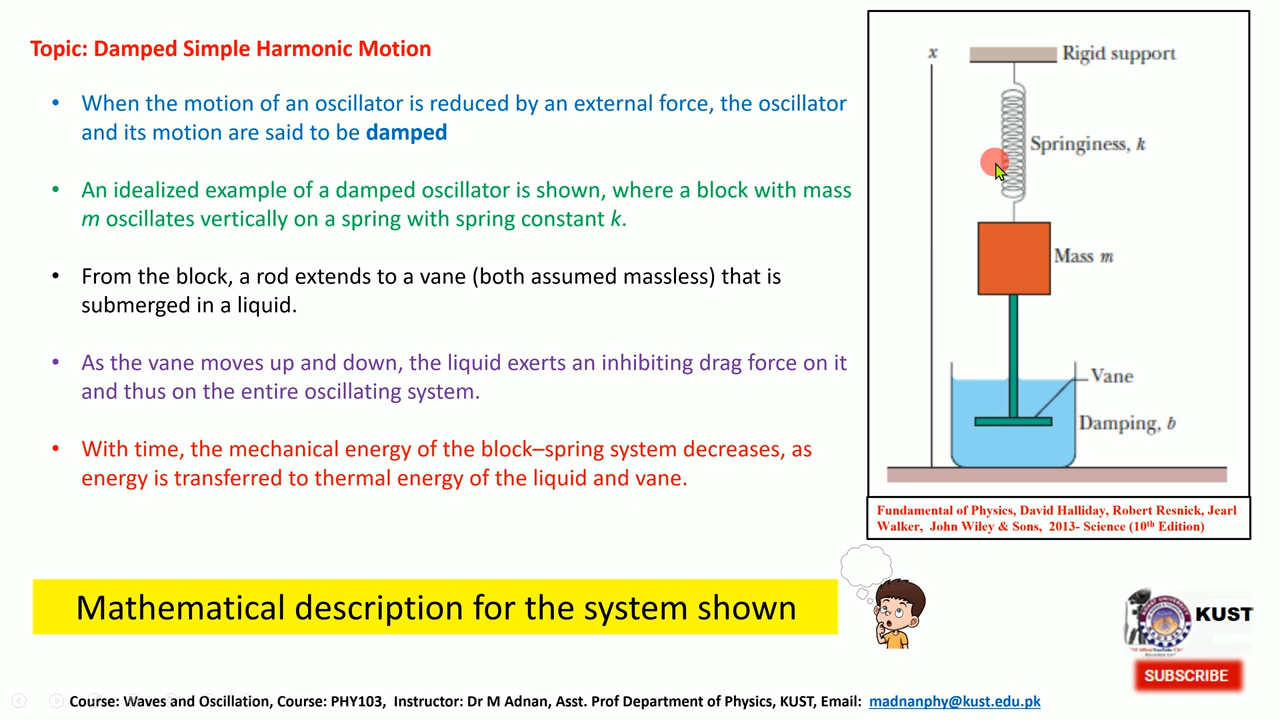 Topic: Damped Simple Harmonic Motion
• When the motion of an oscillator is reduced by an external force, the oscillator
and its motion are said to be damped
• An idealized example of a damped oscillator is shown, where a block with mass
m oscillates vertically on a spring with spring constant k.
• From the block, a rod extends to a vane (both assumed massless) that is
submerged in a liquid.
• As the vane moves up and down, the liquid exerts an inhibiting drag force on it
and thus on the entire oscillating system.
• With time, the mechanical energy of the block–spring system decreases, as
energy is transferred to thermal energy of the liquid and vane.
x
Rigid support
Springiness, k
Mass m
Vane
Damping, b
Fundamental of Physics, David Halliday, Robert Resnick, Jearl
Walker, John Wiley & Sons, 2013- Science (10th Edition)
Mathematical description for the system shown
KUST
SUBSCRIBE
Course: Waves and Oscillation, Course: PHY103, Instructor: Dr M Adnan, Asst. Prof Department of Physics, KUST, Email: madnanphy@kust.edu.pk